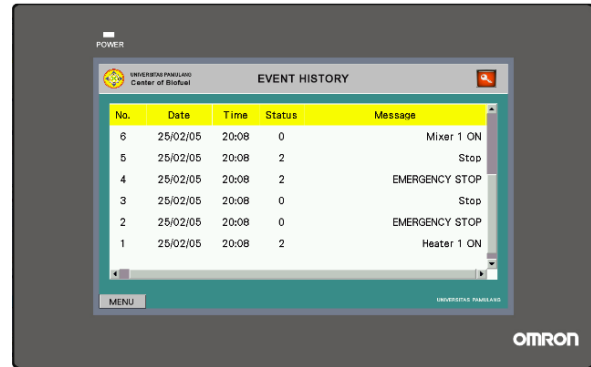 POWER
UNIVERSITAS PAMULANG
Center of Biofuel
EVENT HISTORY
No. Date Time Status Message
6 25/02/05 20:08 0 Mixer 1 ON
5 25/02/05 20:08 2 Stop
4 25/02/05 20:08 2 EMERGENCY STOP
3 25/02/05 20:08 0 Stop
2 25/02/05 20:08 0 EMERGENCY STOP
1 25/02/05 20:08 2 Heater 1 ON
MENU
UNIVERSITAS PAMULANG
OMRON